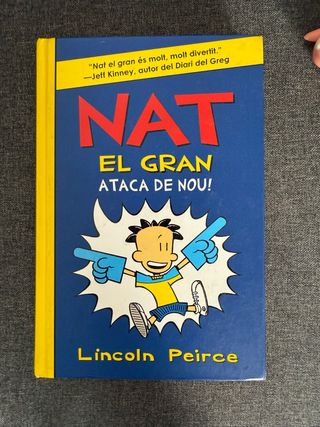 "Nat el gran és molt, molt divertit."
—Jeff Kinney, autor del Diari del Greg
NAT
EL GRAN
ATACA DE NOU!
Lincoln Peirce